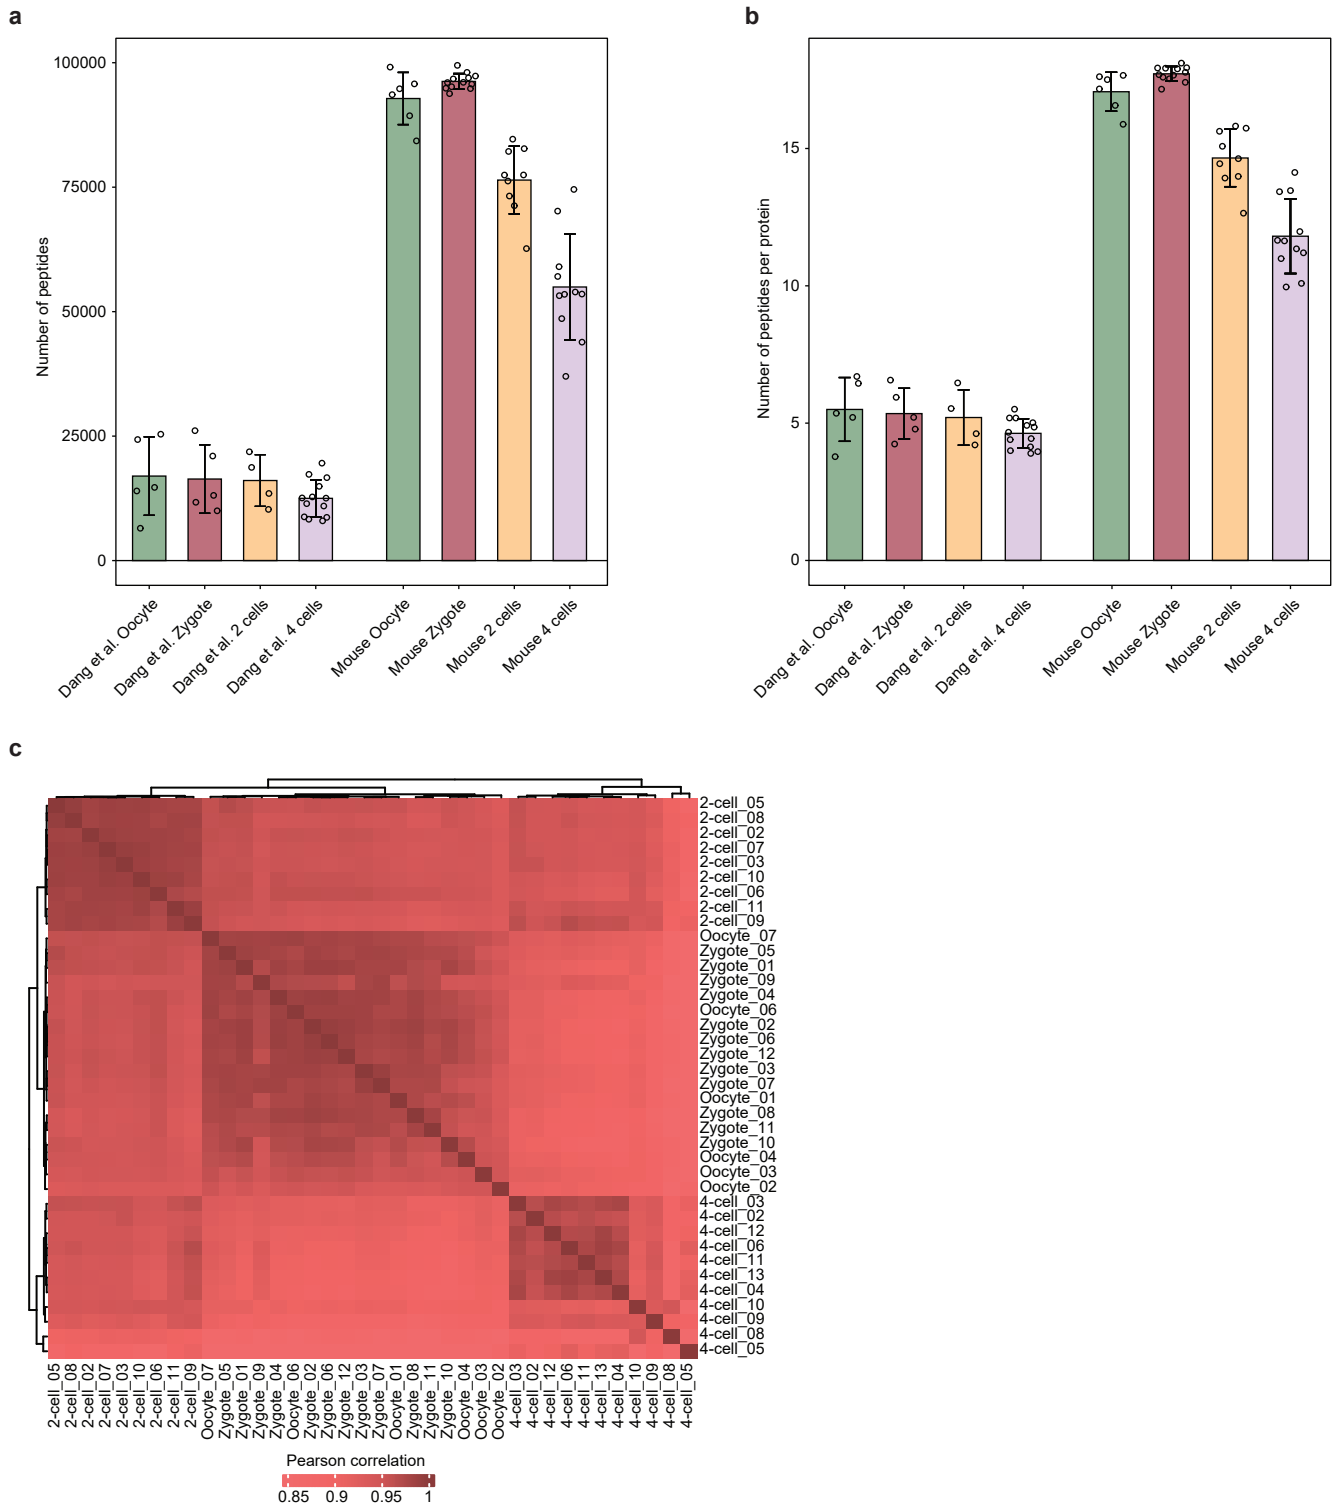 a
Number of peptides
100000
75000
50000
25000
0
Dang et al. Oocyte
Dang et al. Zygote
Dang et al. 2 cells
Dang et al. 4 cells
Mouse Oocyte
Mouse Zygote
Mouse 2 cells
Mouse 4 cells
b
Number of peptides per protein
15
10
5
0
Dang et al. Oocyte
Dang et al. Zygote
Dang et al. 2 cells
Dang et al. 4 cells
Mouse Oocyte
Mouse Zygote
Mouse 2 cells
Mouse 4 cells
c
2-cell_05
2-cell_08
2-cell_02
2-cell_07
2-cell_03
2-cell_10
2-cell_06
2-cell_11
2-cell_09
Oocyte_07
Zygote_05
Zygote_01
Zygote_09
Zygote_04
Oocyte_06
Zygote_02
Zygote_06
Zygote_12
Zygote_03
Zygote_07
Oocyte_01
Zygote_08
Zygote_11
Zygote_10
Oocyte_04
Oocyte_03
Oocyte_02
4-cell_03
4-cell_02
4-cell_12
4-cell_06
4-cell_11
4-cell_13
4-cell_04
4-cell_10
4-cell_09
4-cell_08
4-cell_05
2-cell_05
2-cell_08
2-cell_02
2-cell_07
2-cell_03
2-cell_10
2-cell_06
2-cell_11
2-cell_09
Oocyte_07
Zygote_05
Zygote_01
Zygote_09
Zygote_04
Oocyte_06
Zygote_02
Zygote_06
Zygote_12
Zygote_03
Zygote_07
Oocyte_01
Zygote_08
Zygote_11
Zygote_10
Oocyte_04
Oocyte_03
Oocyte_02
4-cell_03
4-cell_02
4-cell_12
4-cell_06
4-cell_11
4-cell_13
4-cell_04
4-cell_10
4-cell_09
4-cell_08
4-cell_05
Pearson correlation
0.85 0.9 0.95 1